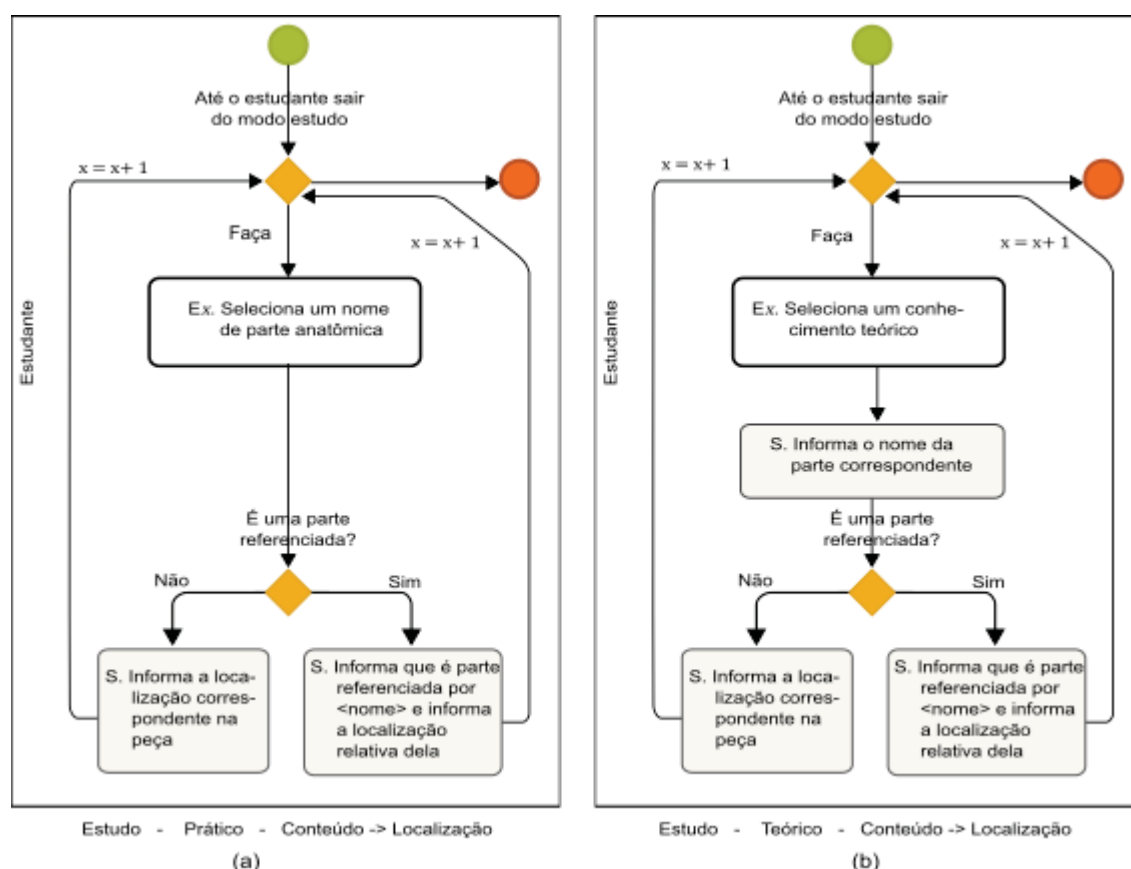 Até o estudante sair
do modo estudo
x = x+ 1
Faça
x = x+ 1
Ex. Seleciona um nome
de parte anatômica
Estudante
É uma parte
referenciada?
Não
Sim
S. Informa a loca-
lização corres-
pondente na
peça
S. Informa que é parte
referenciada por
<nome> e informa
a localização
relativa dela
Estudo - Prático - Conteúdo -> Localização
(a)
Até o estudante sair
do modo estudo
x = x+ 1
Faça
x = x+ 1
Ex. Seleciona um conhe-
cimento teórico
Estudante
S. Informa o nome da
parte correspondente
É uma parte
referenciada?
Não
Sim
S. Informa a loca-
lização corres-
pondente na
peça
S. Informa que é parte
referenciada por
<nome> e informa
a localização
relativa dela
Estudo - Teórico - Conteúdo -> Localização
(b)